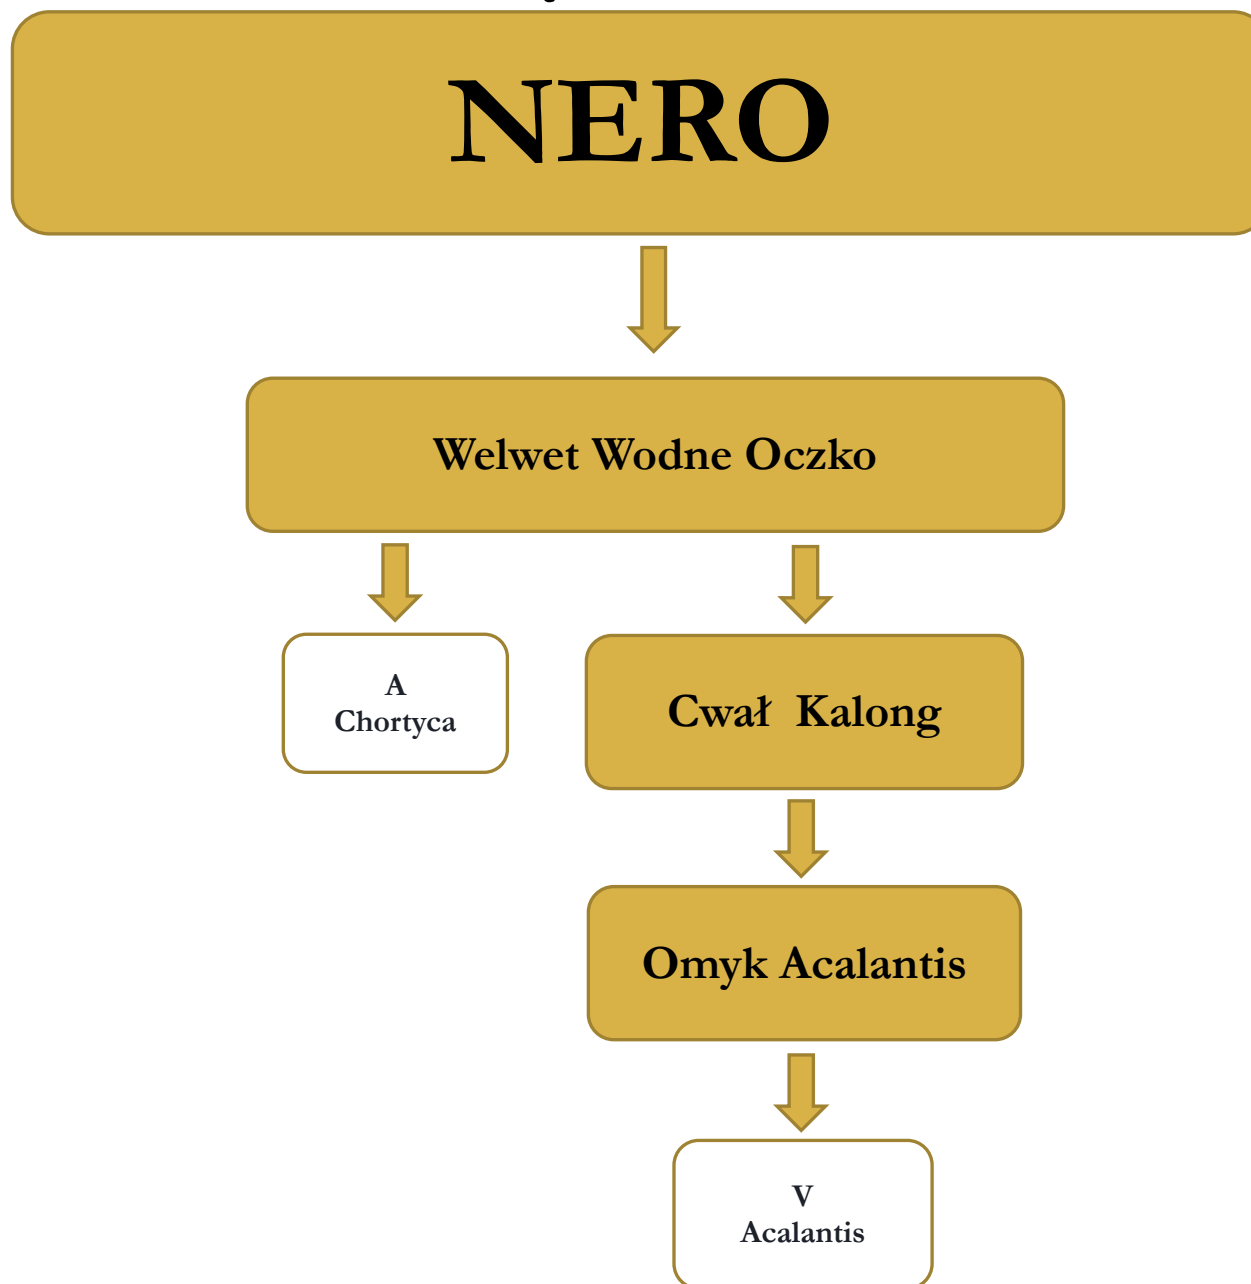 NERO
Welwet Wodne Oczko
A
Chortyca
Cwał Kalong
Omyk Acalantis
V
Acalantis